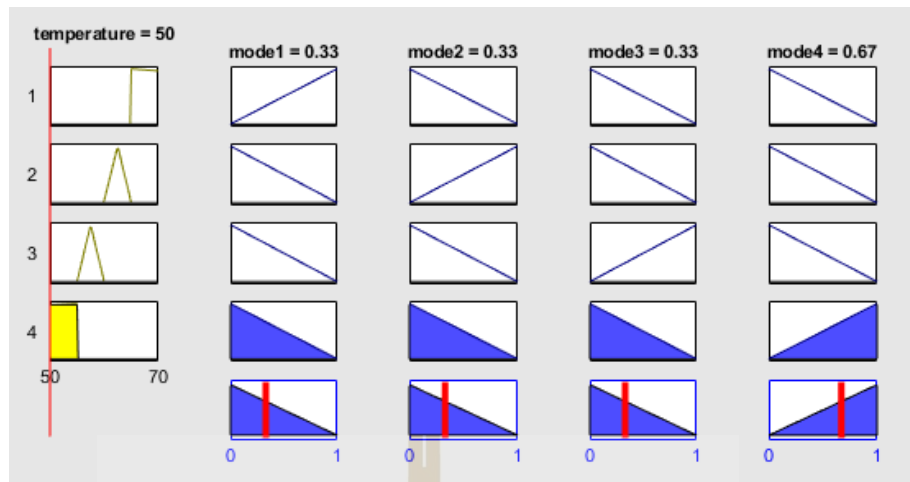 temperature = 50
mode1 = 0.33 mode2 = 0.33 mode3 = 0.33 mode4 = 0.67
1
2
3
4
50 70
0 1 0 1 0 1 0 1